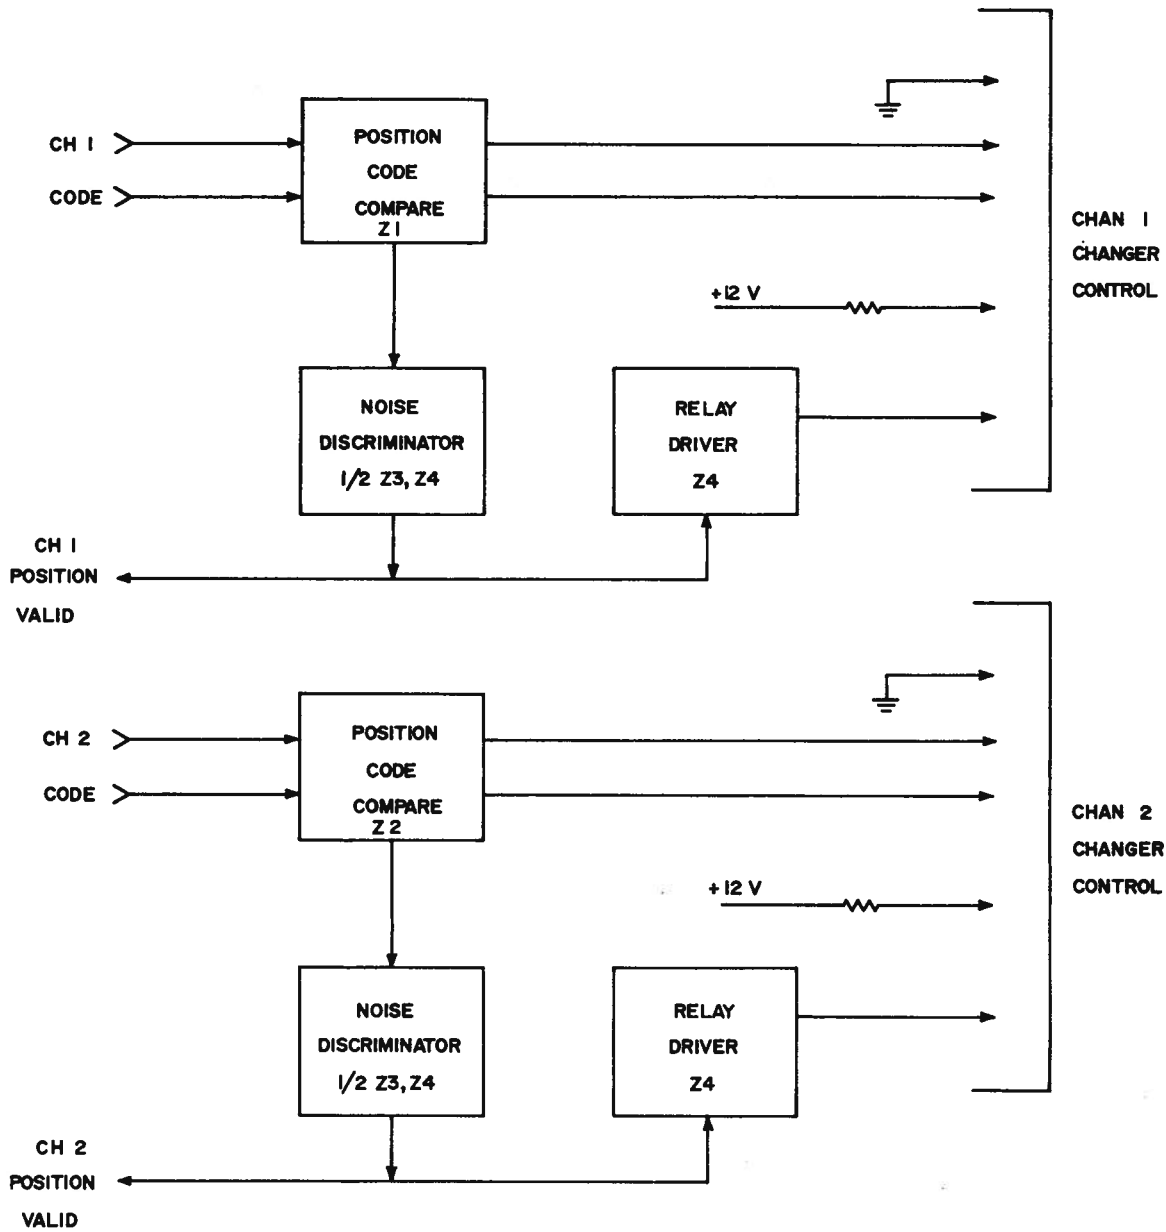 CH 1
CODE
POSITION
CODE
COMPARE
Z1
CHAN 1
CHANGER
CONTROL
+12 V
NOISE
DISCRIMINATOR
1/2 Z3, Z4
RELAY
DRIVER
Z4
CH 1
POSITION
VALID
CH 2
CODE
POSITION
CODE
COMPARE
Z2
CHAN 2
CHANGER
CONTROL
+12 V
NOISE
DISCRIMINATOR
1/2 Z3, Z4
RELAY
DRIVER
Z4
CH 2
POSITION
VALID